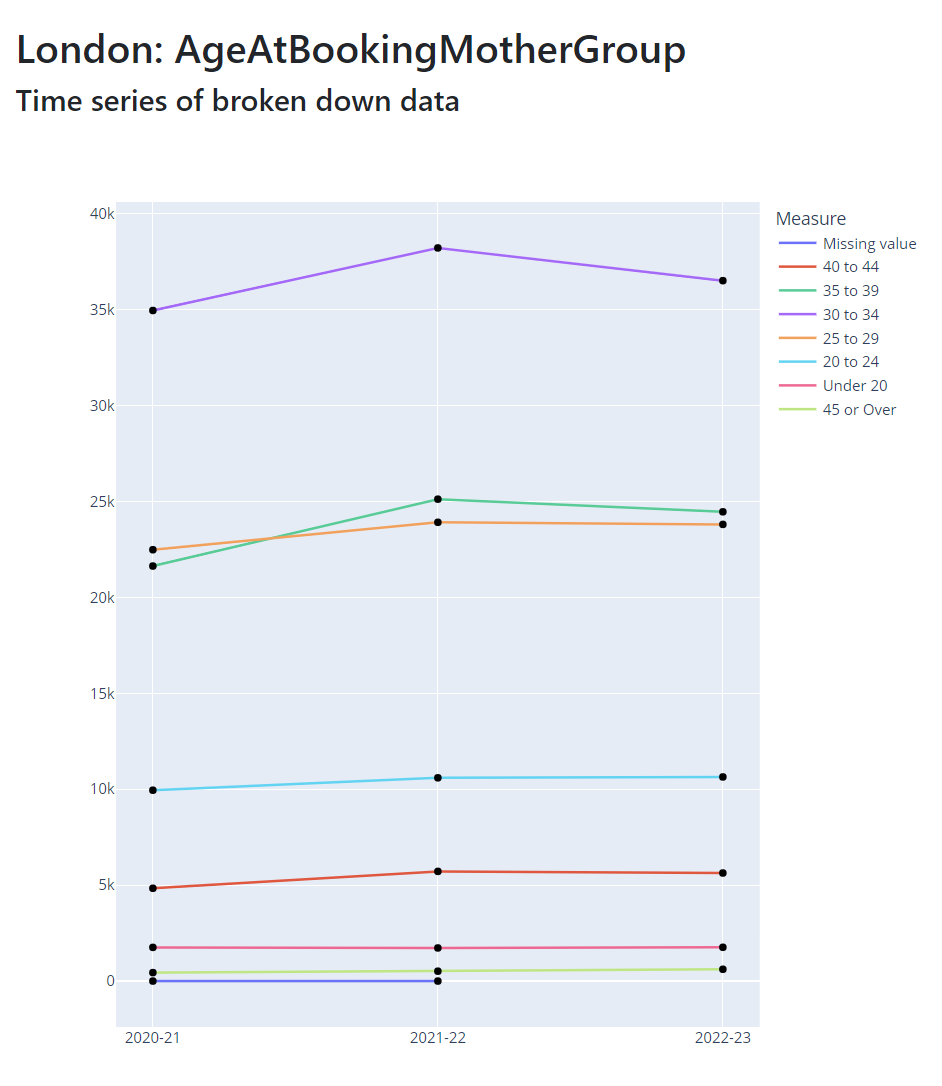 London: AgeAtBookingMotherGroup
Time series of broken down data
40k
35k
30k
25k
20k
15k
10k
5k
0
2020-21 2021-22 2022-23
Measure
Missing value
40 to 44
35 to 39
30 to 34
25 to 29
20 to 24
Under 20
45 or Over